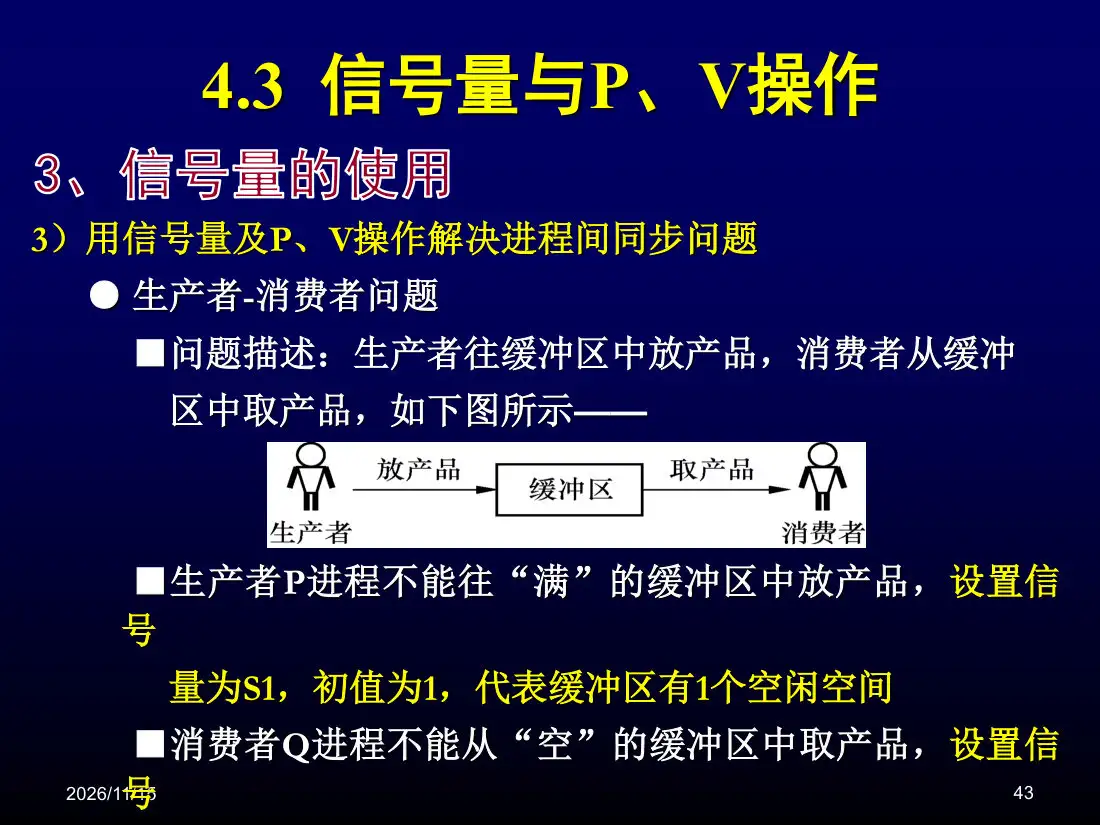 4.3 信号量与P、V操作
3、信号量的使用
3）用信号量及P、V操作解决进程间同步问题
● 生产者-消费者问题
■问题描述：生产者往缓冲区中放产品，消费者从缓冲
区中取产品，如下图所示——
放产品
取产品
缓冲区
生产者
消费者
■生产者P进程不能往“满”的缓冲区中放产品，设置信
号
量为S1，初值为1，代表缓冲区有1个空闲空间
■消费者Q进程不能从“空”的缓冲区中取产品，设置信
号
43